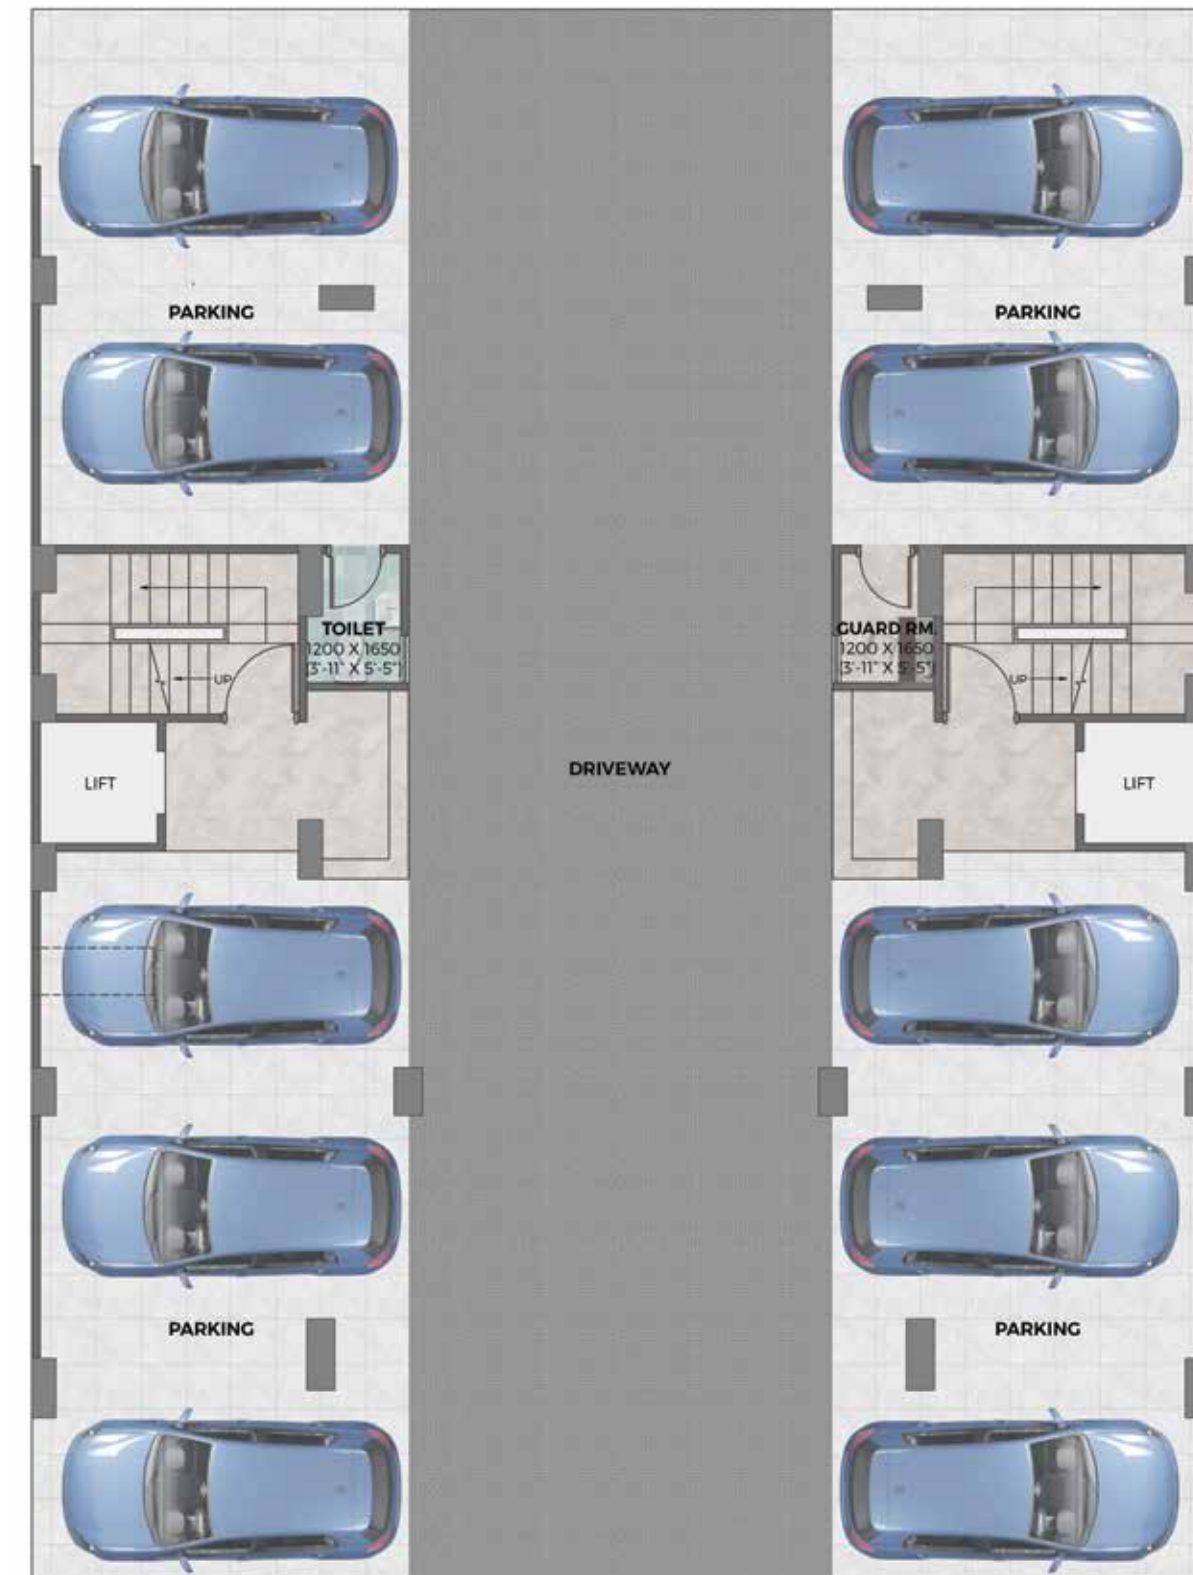 PARKING
PARKING
TOILET
1200 X 1650
(3'-11" X 5'-5")
GUARD RM.
1200 X 1650
(3'-11" X 5'-5")
UP
UP
LIFT
DRIVEWAY
LIFT
PARKING
PARKING